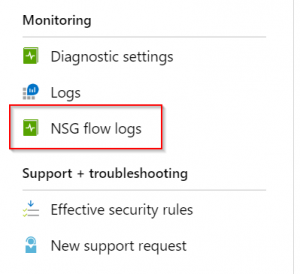 Monitoring
Diagnostic settings
Logs
NSG flow logs
Support + troubleshooting
Effective security rules
New support request